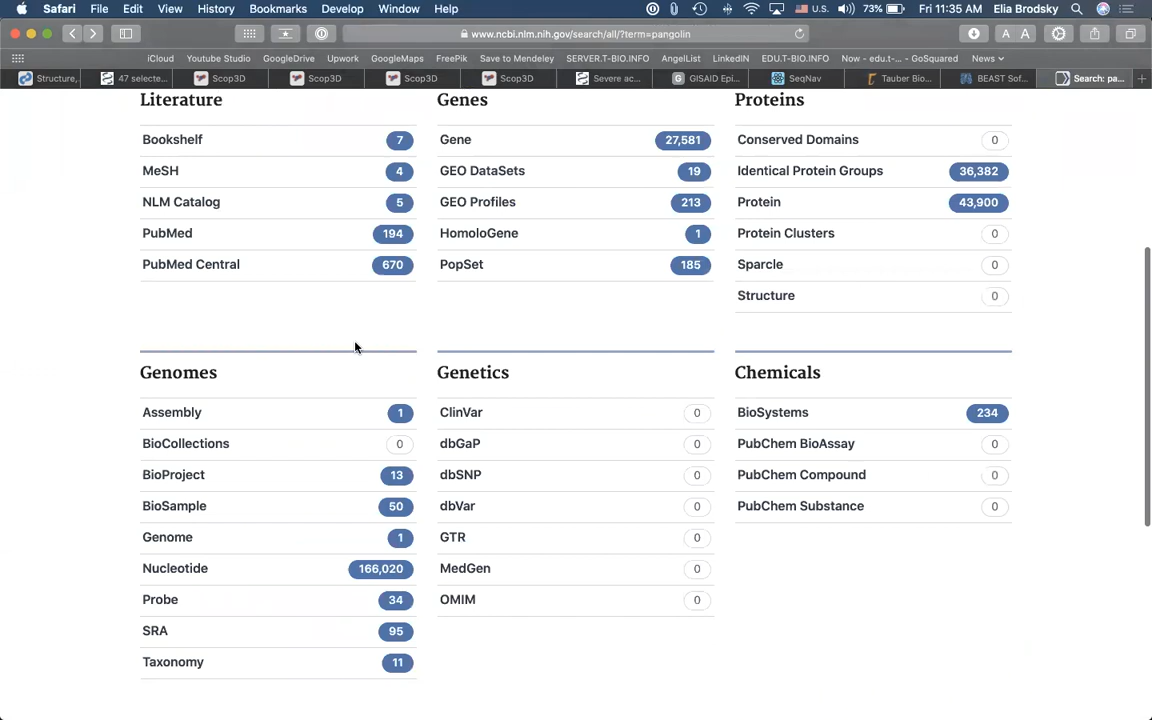 Safari File Edit View History Bookmarks Develop Window Help U.S. 73% Fri 11:35 AM Elia Brodsky
www.ncbi.nlm.nih.gov/search/all/?term=pangolin A A
iCloud Youtube Studio GoogleDrive Upwork GoogleMaps FreePik Save to Mendeley SERVER.T-BIO.INFO AngelList LinkedIN EDU.T-BIO.INFO Now - edu.t-... - GoSquared News
Structure, 47 selecte... Scop3D Scop3D Scop3D Scop3D Severe ac... GISAID Epi... SeqNav Tauber Bio... BEAST Sof... Search: pa...
Literature
Bookshelf 7
MeSH 4
NLM Catalog 5
PubMed 194
PubMed Central 670
Genes
Gene 27,581
GEO DataSets 19
GEO Profiles 213
HomoloGene 1
PopSet 185
Proteins
Conserved Domains 0
Identical Protein Groups 36,382
Protein 43,900
Protein Clusters 0
Sparcle 0
Structure 0
Genomes
Assembly 1
BioCollections 0
BioProject 13
BioSample 50
Genome 1
Nucleotide 166,020
Probe 34
SRA 95
Taxonomy 11
Genetics
ClinVar 0
dbGaP 0
dbSNP 0
dbVar 0
GTR 0
MedGen 0
OMIM 0
Chemicals
BioSystems 234
PubChem BioAssay 0
PubChem Compound 0
PubChem Substance 0